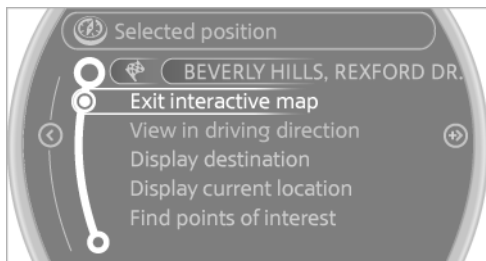 Selected position
BEVERLY HILLS, REXFORD DR.
Exit interactive map
View in driving direction
Display destination
Display current location
Find points of interest